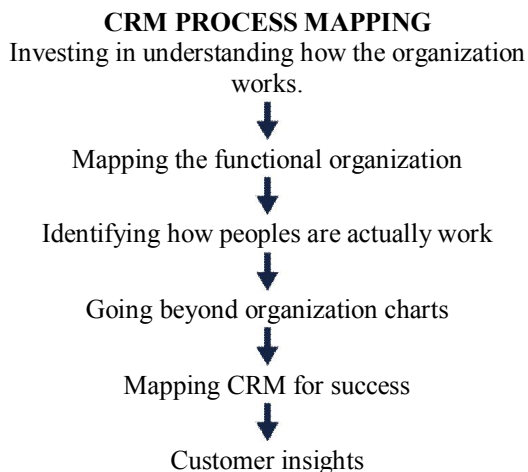 CRM PROCESS MAPPING
Investing in understanding how the organization
works.
Mapping the functional organization
Identifying how peoples are actually work
Going beyond organization charts
Mapping CRM for success
Customer insights